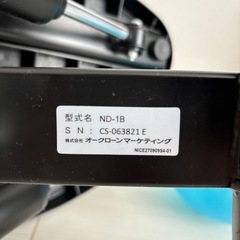 型式名 ND-1B
S N : CS-063821 E
株式会社 オークローンマーケティング
NICE27090934-01